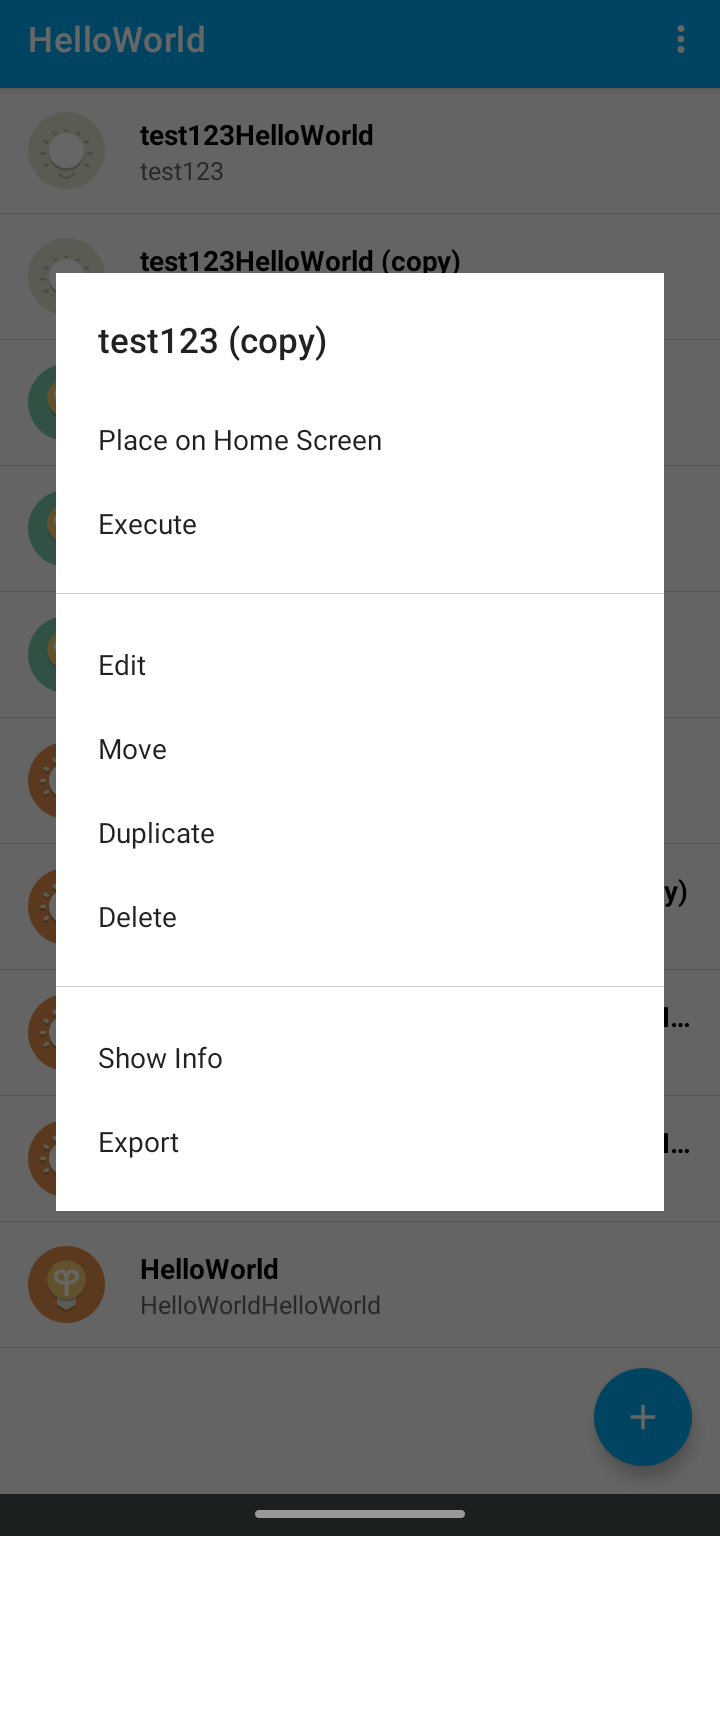 HelloWorld
test123HelloWorld
test123
test123HelloWorld (copy)
test123 (copy)
Place on Home Screen
Execute
Edit
Move
Duplicate
Delete
y)
...
Show Info
Export
...
HelloWorld
HelloWorldHelloWorld